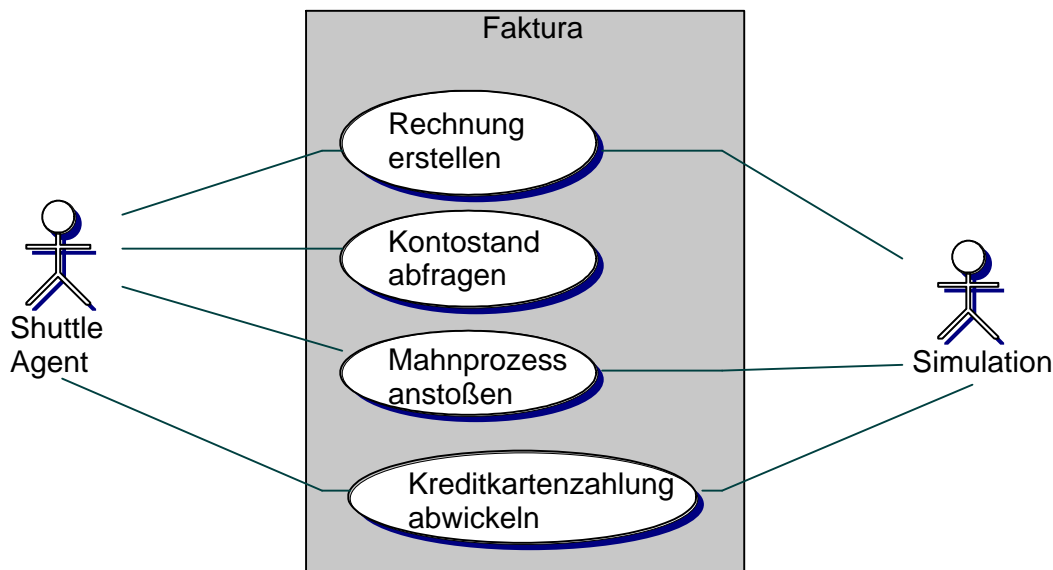 Faktura
Rechnung
erstellen
Kontostand
abfragen
Shuttle
Agent
Mahnprozess
anstoßen
Simulation
Kreditkartenzahlung
abwickeln